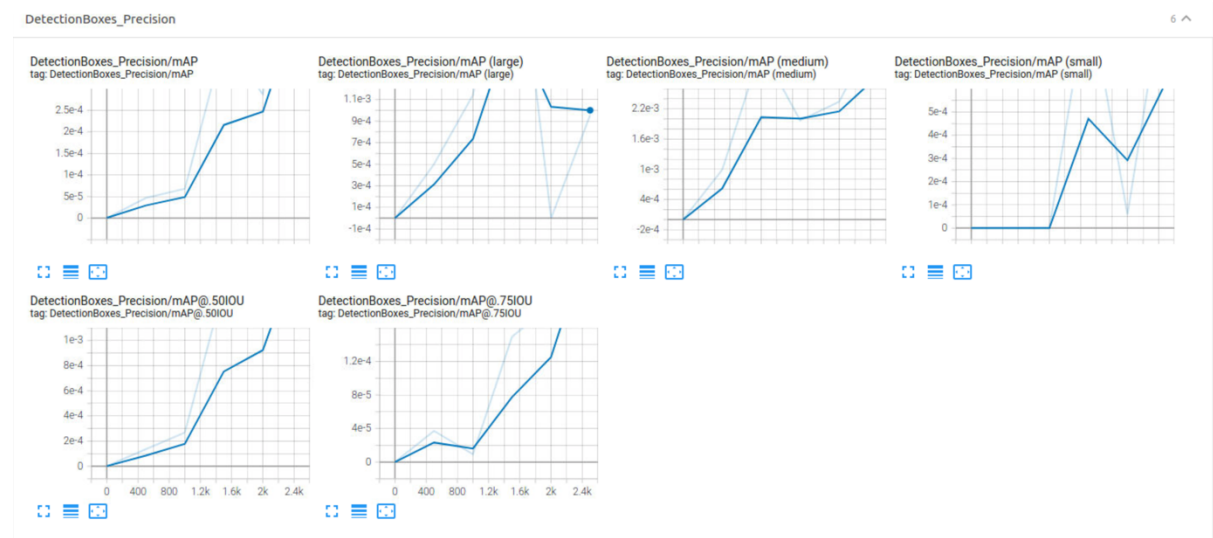 DetectionBoxes_Precision
6
DetectionBoxes_Precision/mAP
tag: DetectionBoxes_Precision/mAP
2.5e-4
2e-4
1.5e-4
1e-4
5e-5
0
DetectionBoxes_Precision/mAP (large)
tag: DetectionBoxes_Precision/mAP (large)
1.1e-3
9e-4
7e-4
5e-4
3e-4
1e-4
-1e-4
DetectionBoxes_Precision/mAP (medium)
tag: DetectionBoxes_Precision/mAP (medium)
2.2e-3
1.6e-3
1e-3
4e-4
-2e-4
DetectionBoxes_Precision/mAP (small)
tag: DetectionBoxes_Precision/mAP (small)
5e-4
4e-4
3e-4
2e-4
1e-4
0
DetectionBoxes_Precision/mAP@.50IOU
tag: DetectionBoxes_Precision/mAP@.50IOU
1e-3
8e-4
6e-4
4e-4
2e-4
0
0 400 800 1.2k 1.6k 2k 2.4k
DetectionBoxes_Precision/mAP@.75IOU
tag: DetectionBoxes_Precision/mAP@.75IOU
1.2e-4
8e-5
4e-5
0
0 400 800 1.2k 1.6k 2k 2.4k